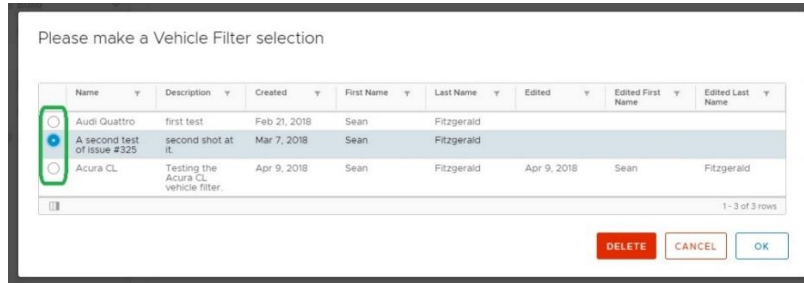 Please make a Vehicle Filter selection
Name Description Created First Name Last Name Edited Edited First Name Edited Last Name
Audi Quattro first test Feb 21, 2018 Sean Fitzgerald
A second test of issue #325 second shot at it. Mar 7, 2018 Sean Fitzgerald
Acura CL Testing the Acura CL vehicle filter. Apr 9, 2018 Sean Fitzgerald Apr 9, 2018 Sean Fitzgerald
1 - 3 of 3 rows
DELETE CANCEL OK